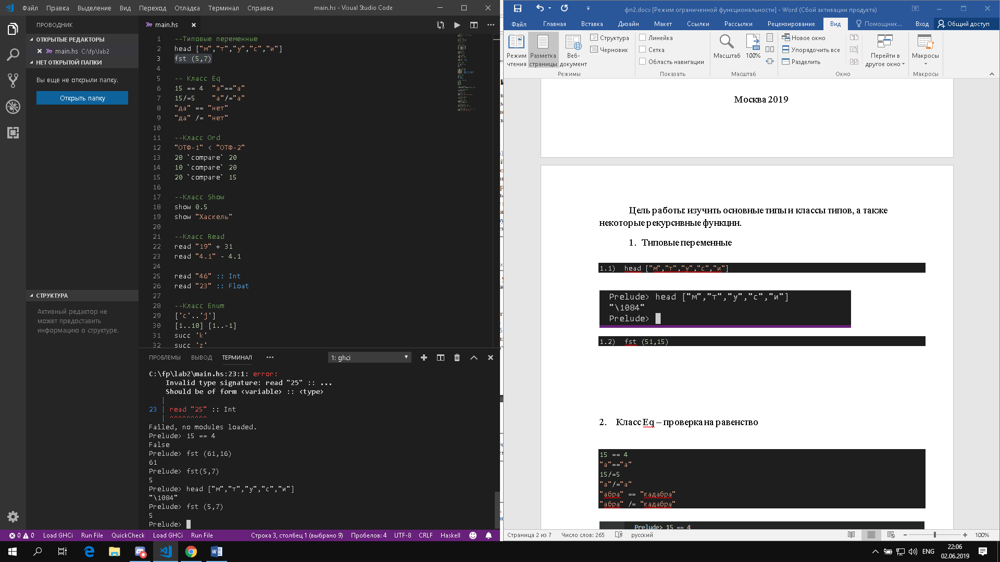 Файл Правка Выделение Вид Переход Отладка Терминал Справка
main.hs - Visual Studio Code
ПРОВОДНИК
ОТКРЫТЫЕ РЕДАКТОРЫ
main.hs C:\fp\lab2
НЕТ ОТКРЫТОЙ ПАПКИ
Вы еще не открыли папку.
Открыть папку
СТРУКТУРА
Активный редактор не
может предоставить
информацию о структуре.
main.hs
1 --Типовые переменные
2 head ["м","т","у","с","и"]
3 fst (5,7)
4
5 -- Класс Eq
6 15 == 4 "a"=="a"
7 15/=5 "a"/="a"
8 "да" == "нет"
9 "да" /= "нет"
10
11 --Класс Ord
12 "ОТФ-1" < "ОТФ-2"
13 20 `compare` 20
14 10 `compare` 20
15 20 `compare` 15
16
17 --Класс Show
18 show 0.5
19 show "Хаскель"
20
21 --Класс Read
22 read "19" + 31
23 read "4.1" - 4.1
24
25 read "46" :: Int
26 read "23" :: Float
27
28 --Класс Enum
29 ['c'..'j']
30 [1..10] [1..-1]
31 succ 'k'
32 succ 'z'
ПРОБЛЕМЫ ВЫВОД ТЕРМИНАЛ
1: ghci
C:\fp\lab2\main.hs:23:1: error:
Invalid type signature: read "25" :: ...
Should be of form <variable> :: <type>
|
23 | read "25" :: Int
| ^^^^^^^^^
Failed, no modules loaded.
Prelude> 15 == 4
False
Prelude> fst (61,16)
61
Prelude> fst(5,7)
5
Prelude> head ["м","т","у","с","и"]
"\1084"
Prelude> fst (5,7)
5
Prelude>
0 0 Load GHCi Run File QuickCheck Load GHCi Run File
Строка 3, столбец 1 (выбрано 9) Пробелов: 4 UTF-8 CRLF Haskell
фп2.docx [Режим ограниченной функциональности] - Word (Сбой активации продукта)
Файл Главная Вставка Дизайн Макет Ссылки Рассылки Рецензирование Вид Помощник... Вход Общий доступ
Режим
чтения
Разметка
страницы
Веб-
документ
Структура
Черновик
Режимы
Линейка
Сетка
Область навигации
Показать
Масштаб
100%
100
Масштаб
Новое окно
Упорядочить все
Разделить
Перейти в
другое окно
Окно
Макросы
Макросы
Москва 2019
Цель работы: изучить основные типы и классы типов, а также
некоторые рекурсивные функции.
1. Типовые переменные
1.1) head ["м","т","у","с","и"]
Prelude> head ["м","т","у","с","и"]
"\1084"
Prelude>
1.2) fst (51,15)
2. Класс Eq – проверка на равенство
15 == 4
"a"=="a"
15/=5
"a"/="a"
"абра" == "кадабра"
"абра" /= "кадабра"
Prelude> 15 == 4
Страница 2 из 7 Число слов: 265 русский
100%
ENG
22:06
02.06.2019